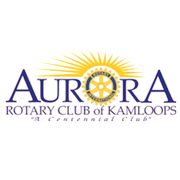 AURORA
ROTARY CLUB of KAMLOOPS
"A Centennial Club"